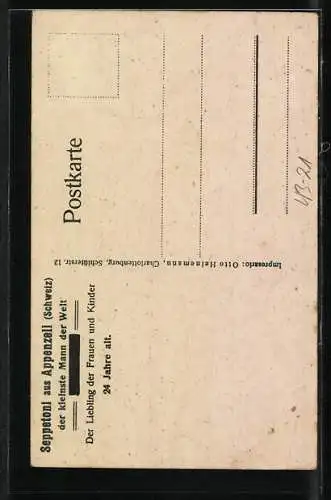 Seppetoni aus Appenzell (Schweiz)
der kleinste Mann der Welt
Der Liebling der Frauen und Kinder
24 Jahre alt.
Postkarte
Impresario: Otto Heinemann, Charlottenburg, Schlüterstr. 12
43-21